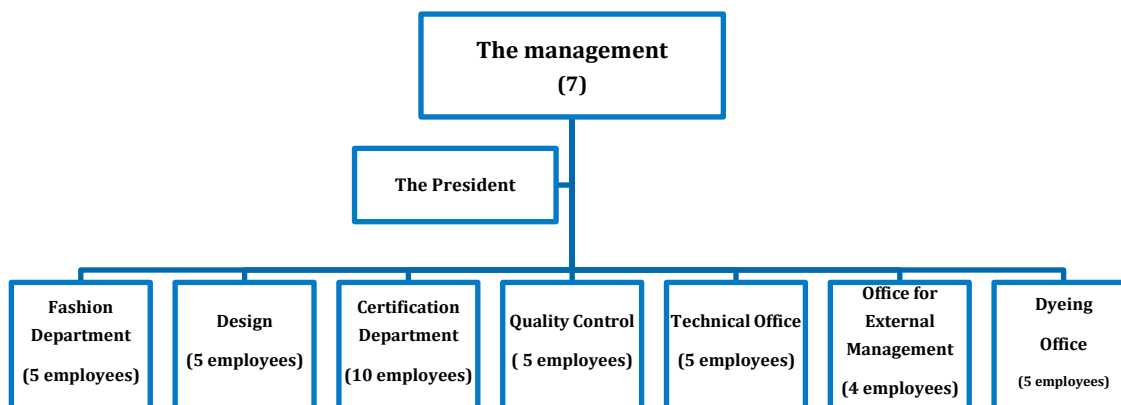 The management
(7)
The President
Fashion
Department
(5 employees)
Design
(5 employees)
Certification
Department
(10 employees)
Quality Control
( 5 employees)
Technical Office
(5 employees)
Office for
External
Management
(4 employees)
Dyeing
Office
(5 employees)